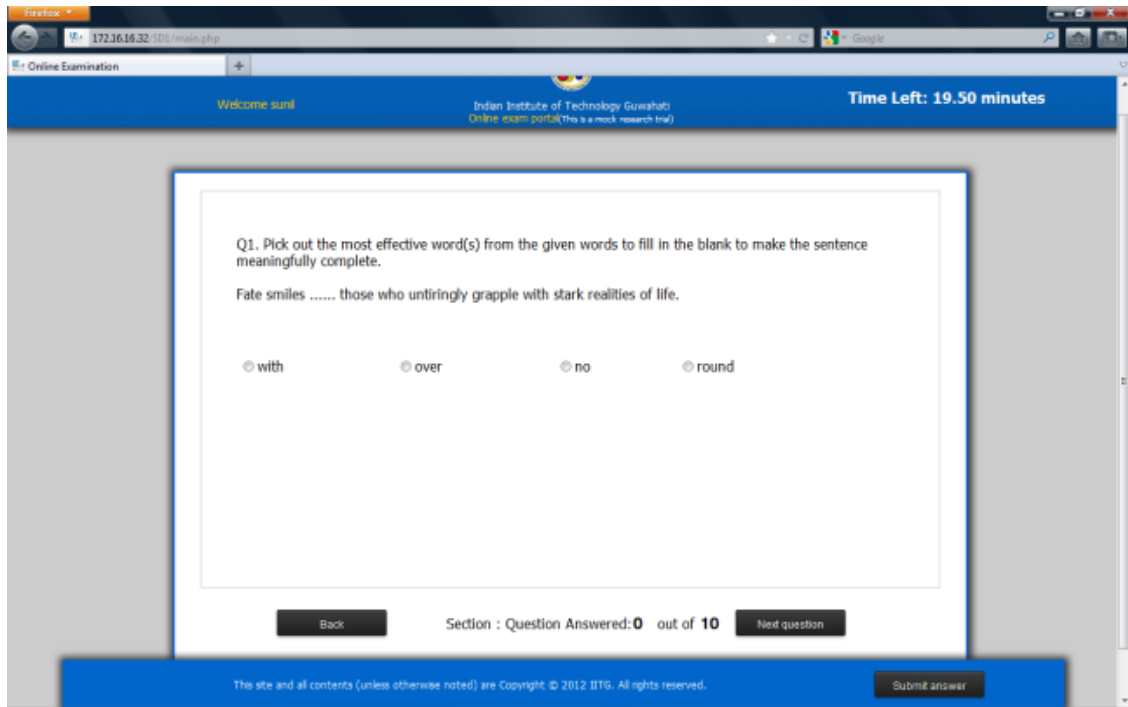 Firefox
172.16.16.32/SD1/main.php
Google
Online Examination
+
Welcome sunil
Indian Institute of Technology Guwahati
Online exam portal(This is a mock research trial)
Time Left: 19.50 minutes
Q1. Pick out the most effective word(s) from the given words to fill in the blank to make the sentence
meaningfully complete.
Fate smiles ...... those who untiringly grapple with stark realities of life.
with over no round
Back Section : Question Answered:0 out of 10 Next question
This site and all contents (unless otherwise noted) are Copyright © 2012 IITG. All rights reserved. Submit answer